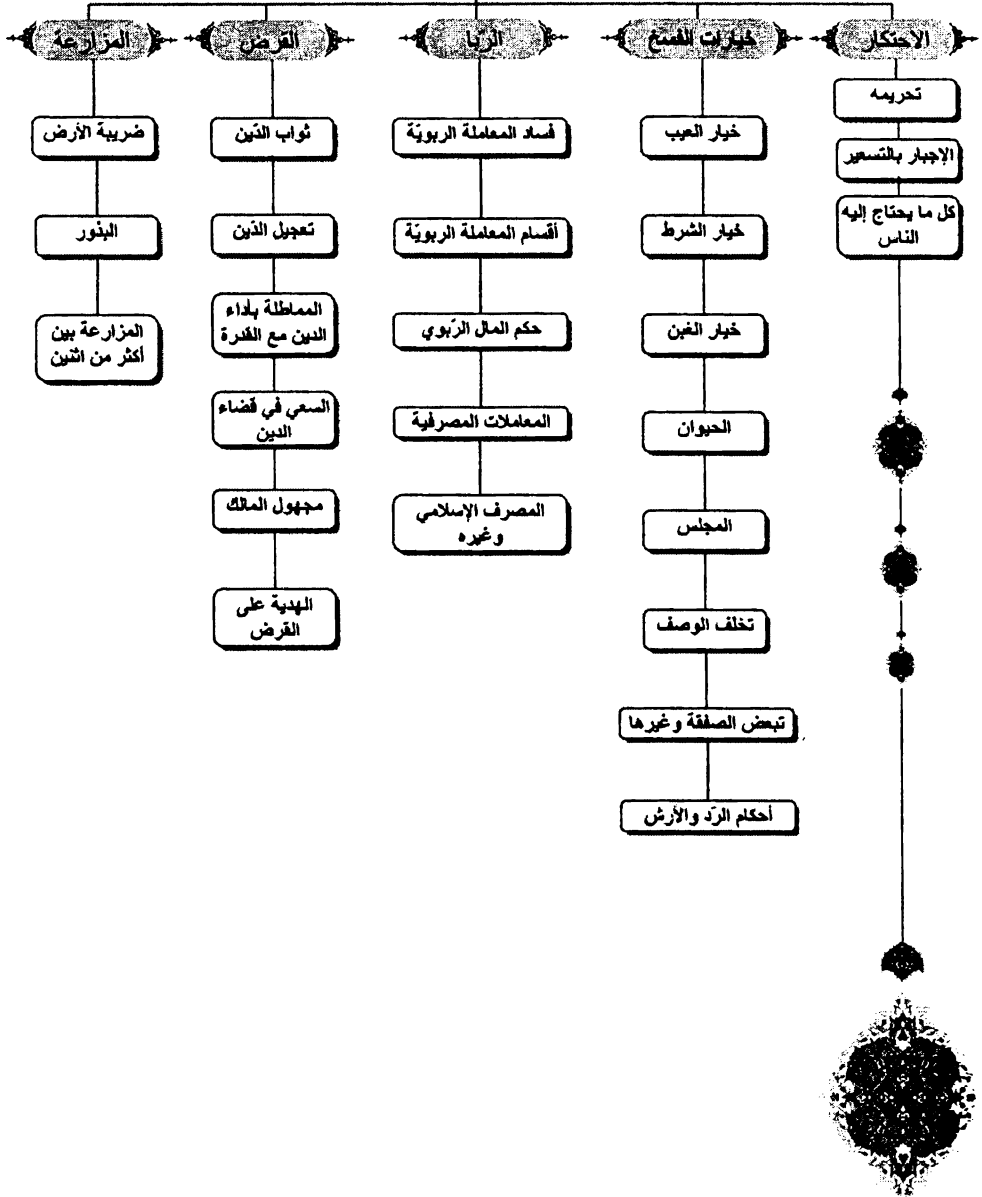 الاحتكار
تحريمه
الإجبار بالتسعير
كل ما يحتاج إليه
الناس
خيارات الفسخ
خيار العيب
خيار الشرط
خيار الغبن
الحيوان
المجلس
تخلف الوصف
تبعض الصفقة وغيرها
أحكام الرّد والأرش
الرّبا
فساد المعاملة الربويّة
أقسام المعاملة الربويّة
حكم المال الرّبوي
المعاملات المصرفية
المصرف الإسلامي
وغيره
القرض
ثواب الدّين
تعجيل الدّين
المماطلة بأداء
الدين مع القدرة
السعي في قضاء
الدين
مجهول المالك
الهدية على
القرض
المزارعة
ضريبة الأرض
البذور
المزارعة بين
أكثر من اثنين